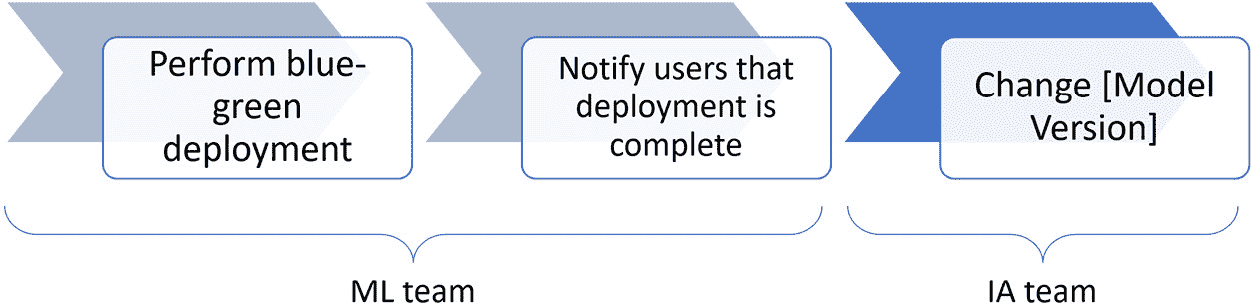 Perform blue-
green
deployment
Notify users that
deployment is
complete
Change [Model
Version]
ML team
IA team